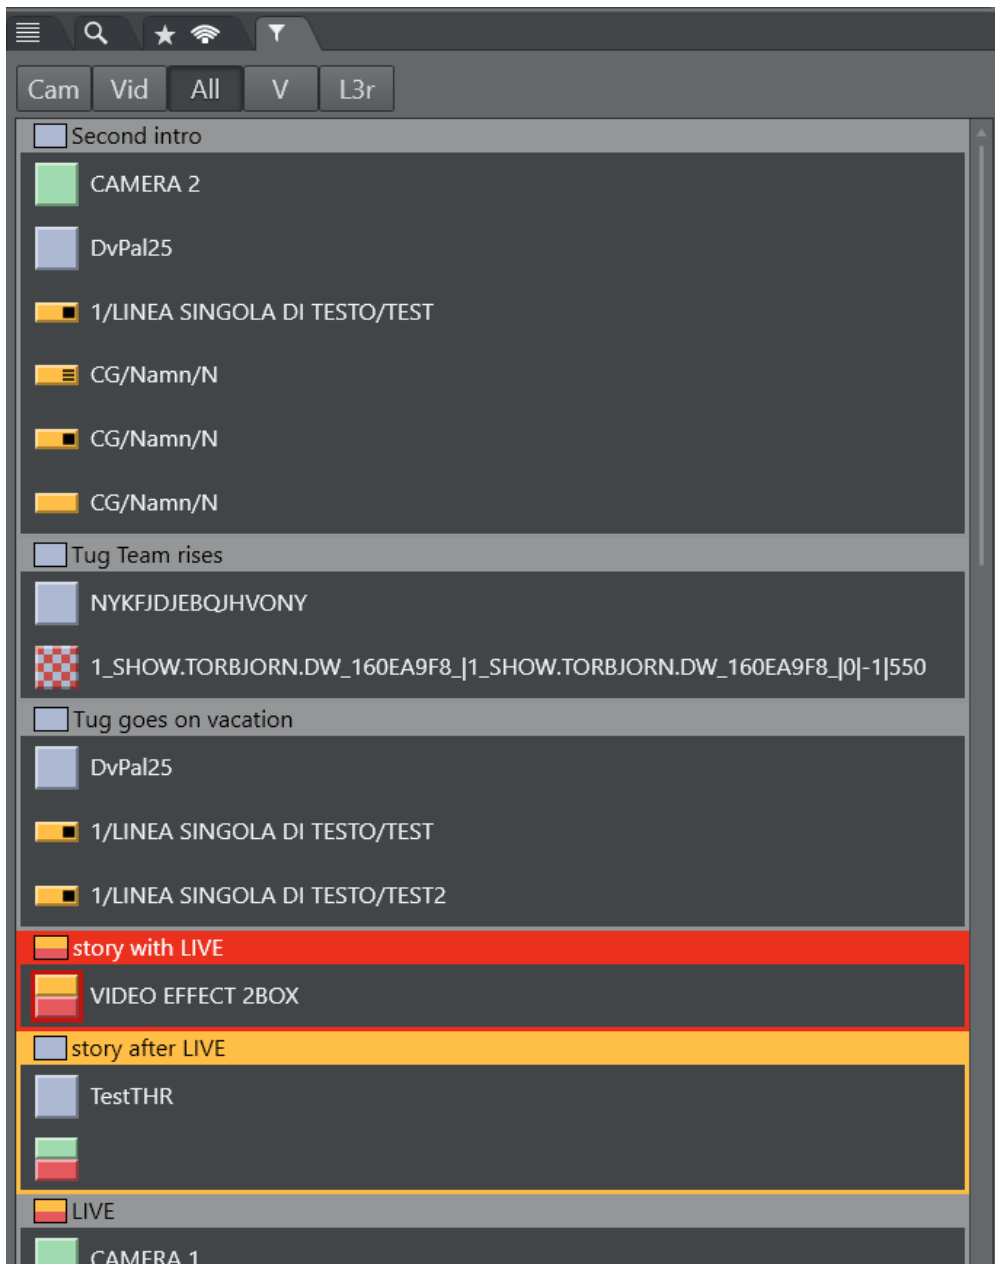 Cam Vid All V L3r
Second intro
CAMERA 2
DvPal25
1/LINEA SINGOLA DI TESTO/TEST
CG/Namn/N
CG/Namn/N
CG/Namn/N
Tug Team rises
NYKFJDJEBQJHVONY
1_SHOW.TORBJORN.DW_160EA9F8_|1_SHOW.TORBJORN.DW_160EA9F8_|0|-1|550
Tug goes on vacation
DvPal25
1/LINEA SINGOLA DI TESTO/TEST
1/LINEA SINGOLA DI TESTO/TEST2
story with LIVE
VIDEO EFFECT 2BOX
story after LIVE
TestTHR
LIVE
CAMERA 1